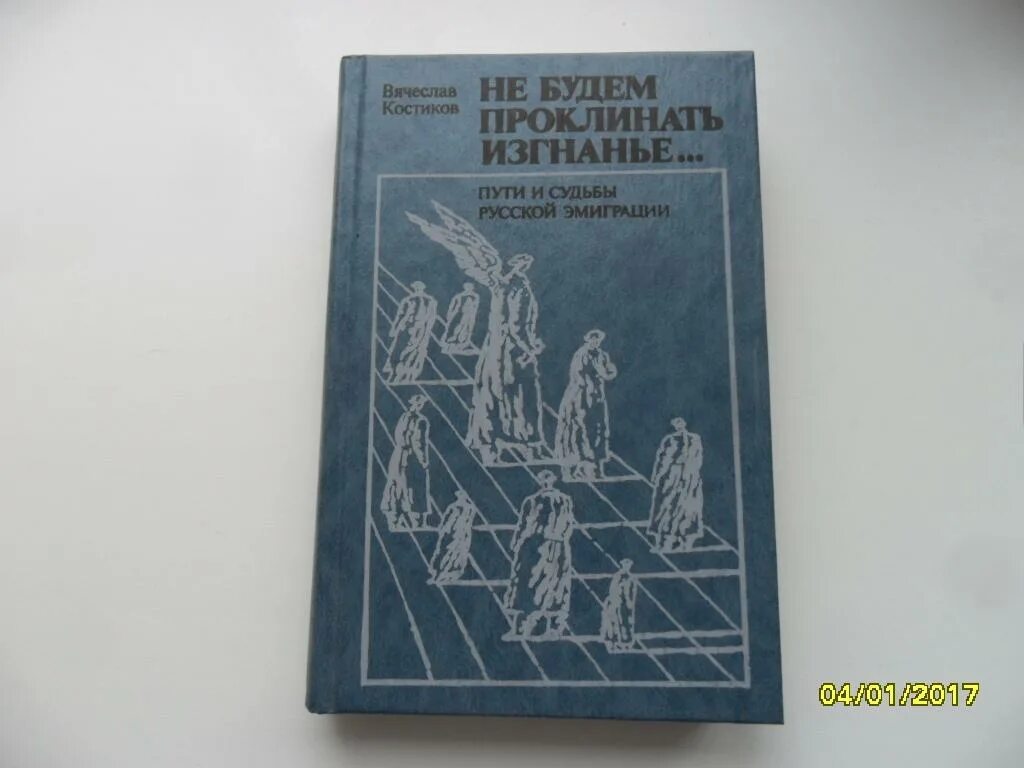 Вячеслав
Костиков
НЕ БУДЕМ
ПРОКЛИНАТЬ
ИЗГНАНЬЕ...
ПУТИ И СУДЬБЫ
РУССКОЙ ЭМИГРАЦИИ
04/01/2017